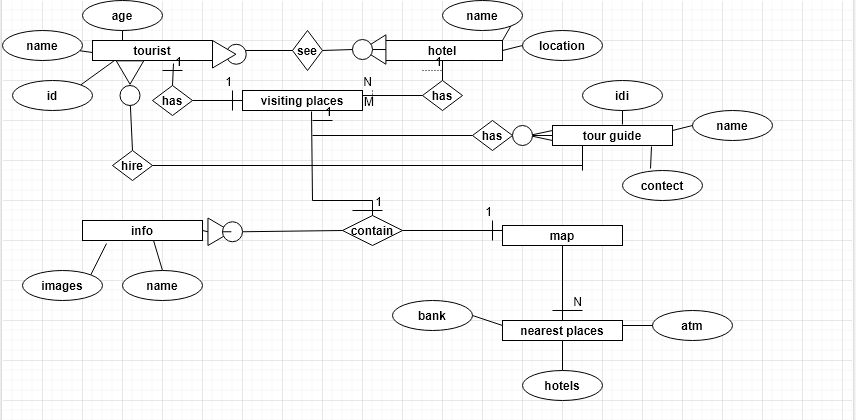 age
name
name
tourist
see
hotel
location
1
1
id
has
1
visiting places
N
M
has
idi
1
has
tour guide
name
hire
contect
1
1
info
contain
map
images
name
N
bank
nearest places
atm
hotels